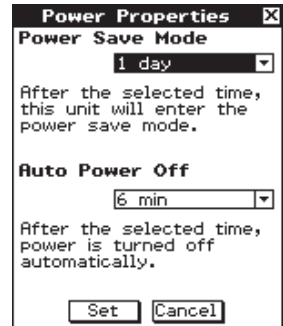 Power Properties X
Power Save Mode
1 day
After the selected time,
this unit will enter the
power save mode.
Auto Power Off
6 min
After the selected time,
power is turned off
automatically.
Set Cancel